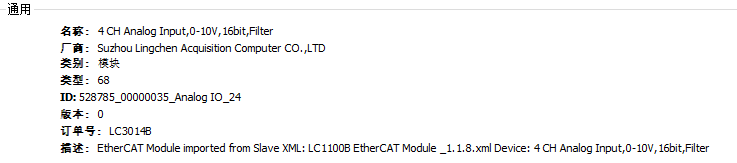 通用
名称: 4 CH Analog Input,0-10V,16bit,Filter
厂商: Suzhou Lingchen Acquisition Computer CO.,LTD
类别: 模块
类型: 68
ID: 528785_00000035_Analog IO_24
版本: 0
订单号: LC3014B
描述: EtherCAT Module imported from Slave XML: LC1100B EtherCAT Module _1.1.8.xml Device: 4 CH Analog Input,0-10V,16bit,Filter